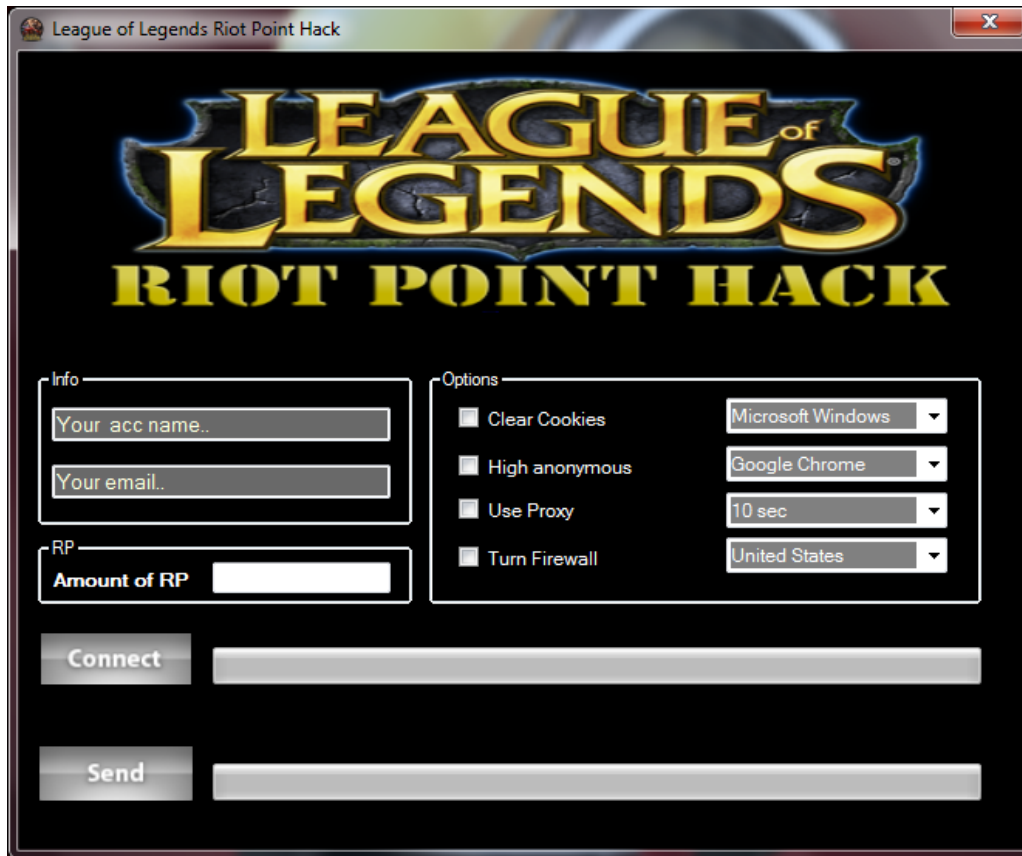 League of Legends Riot Point Hack
x
LEAGUE of
LEGENDS®
RIOT POINT HACK
Info
Your acc name..
Your email..
RP
Amount of RP
Options
Clear Cookies
Microsoft Windows
High anonymous
Google Chrome
Use Proxy
10 sec
Turn Firewall
United States
Connect
Send